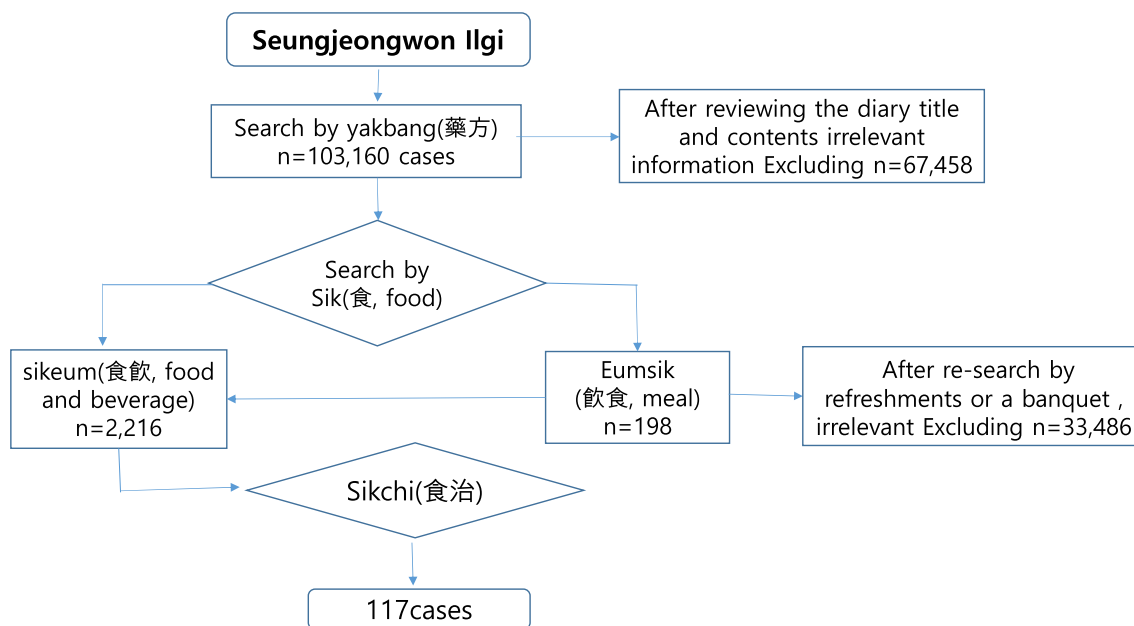 Seungjeongwon Ilgi
Search by yakbang(藥方)
n=103,160 cases
After reviewing the diary title
and contents irrelevant
information Excluding n=67,458
Search by
Sik(食, food)
sikeum(食飮, food
and beverage)
n=2,216
Eumsik
(飮食, meal)
n=198
After re-search by
refreshments or a banquet ,
irrelevant Excluding n=33,486
Sikchi(食治)
117cases